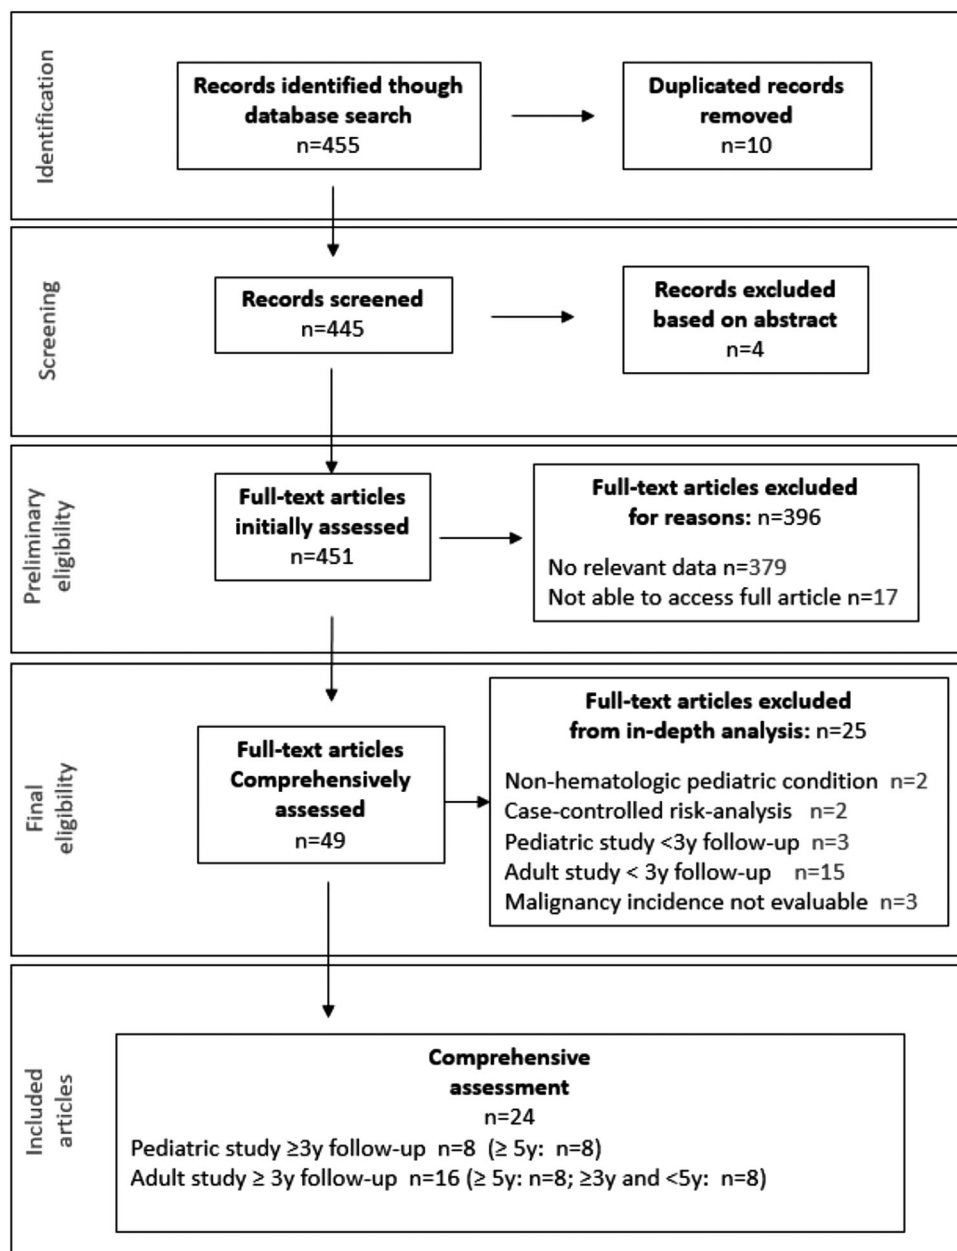 Identification
Records identified though
database search
n=455
Duplicated records
removed
n=10
Screening
Records screened
n=445
Records excluded
based on abstract
n=4
Preliminary
eligibility
Full-text articles
initially assessed
n=451
Full-text articles excluded
for reasons: n=396
No relevant data n=379
Not able to access full article n=17
Final
eligibility
Full-text articles
Comprehensively
assessed
n=49
Full-text articles excluded
from in-depth analysis: n=25
Non-hematologic pediatric condition n=2
Case-controlled risk-analysis n=2
Pediatric study <3y follow-up n=3
Adult study < 3y follow-up n=15
Malignancy incidence not evaluable n=3
Included
articles
Comprehensive
assessment
n=24
Pediatric study ≥3y follow-up n=8 (≥ 5y: n=8)
Adult study ≥ 3y follow-up n=16 (≥ 5y: n=8; ≥3y and <5y: n=8)